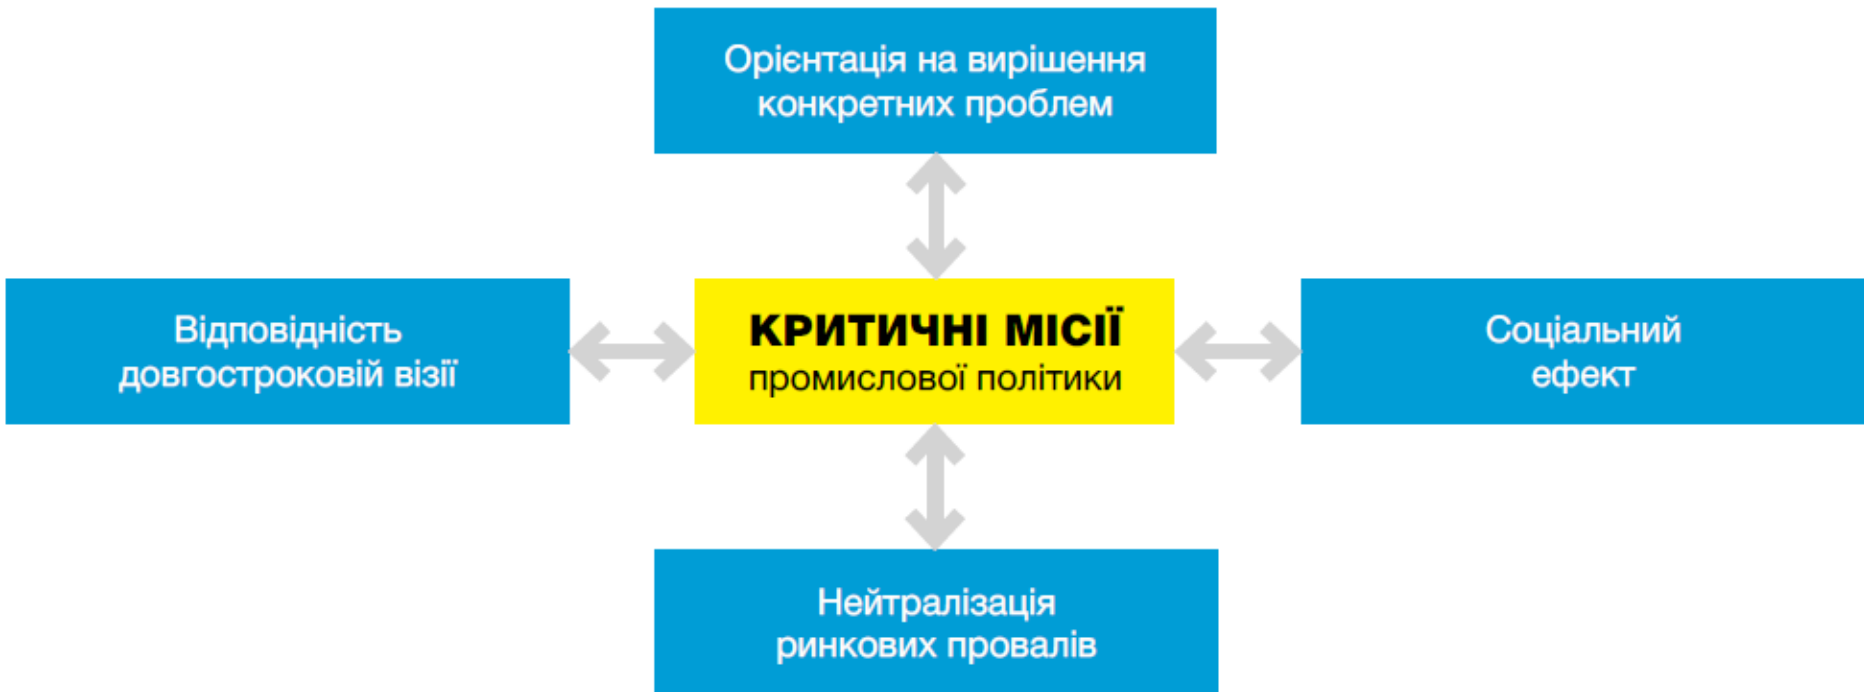 Орієнтація на вирішення
конкретних проблем
Відповідність
довгостроковій візії
КРИТИЧНІ МІСІЇ
промислової політики
Соціальний
ефект
Нейтралізація
ринкових провалів